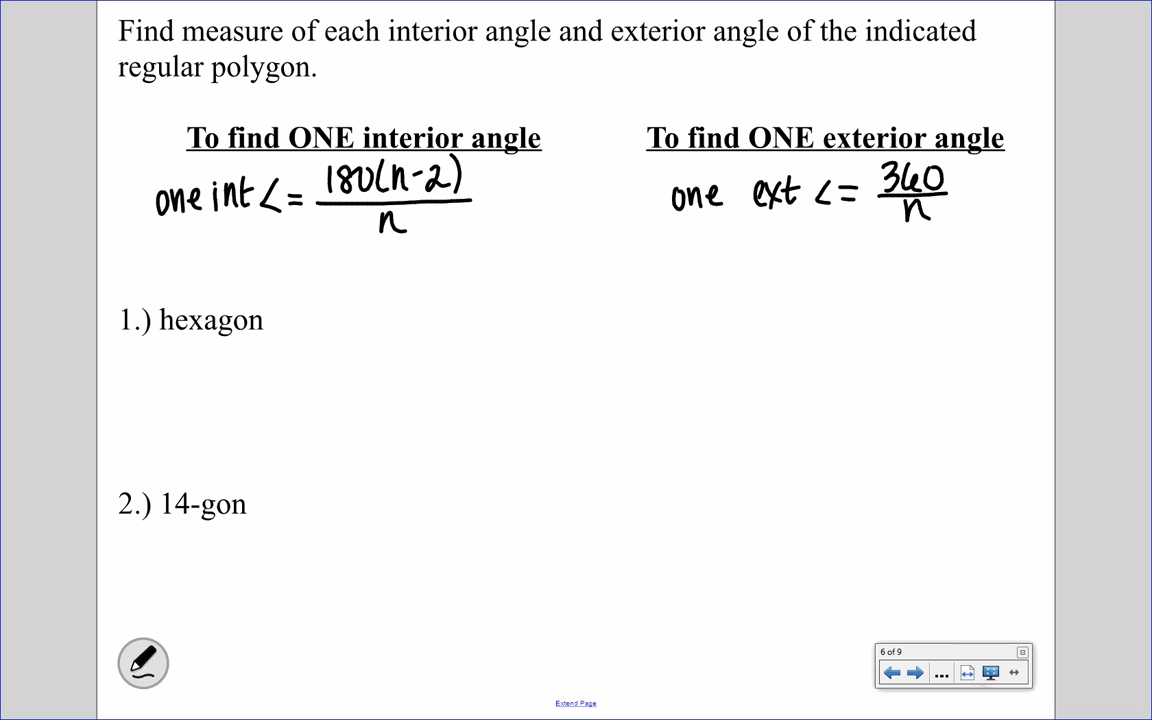 Find measure of each interior angle and exterior angle of the indicated
regular polygon.
To find ONE interior angle
one int < = 180(n-2)
n
To find ONE exterior angle
one ext < = 360
n
1.) hexagon
2.) 14-gon
6 of 9
...
Extend Page